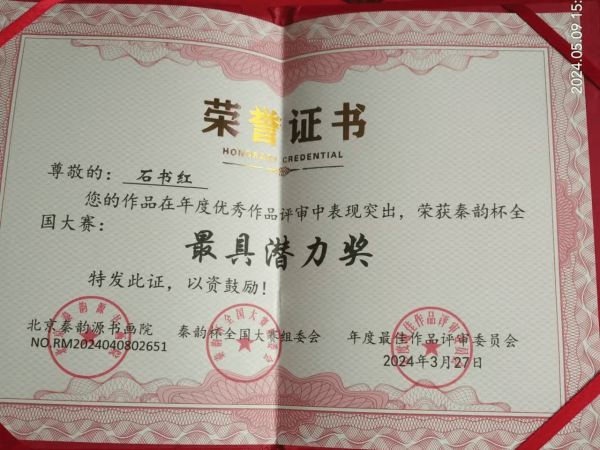 2024.05.09 15:
荣誉证书
HONORARY CREDENTIAL
尊敬的：石书红
您的作品在年度优秀作品评审中表现突出，荣获秦韵杯全
国大赛：
最具潜力奖
特发此证，以资鼓励！
北京秦韵源书画院 秦韵杯全国大赛组委会 年度最佳作品评审委员会
NO.RM2024040802651 2024年3月27日